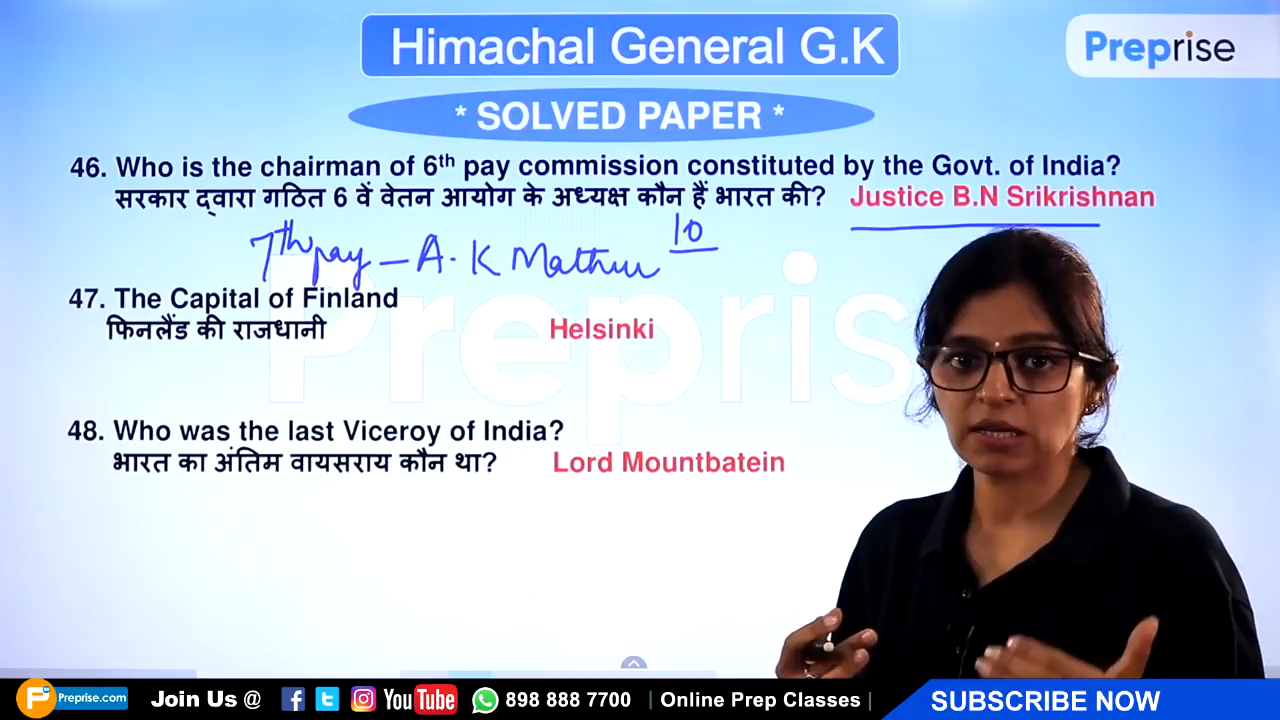 Himachal General G.K
Preprise
* SOLVED PAPER *
46. Who is the chairman of 6th pay commission constituted by the Govt. of India?
सरकार द्वारा गठित 6 वें वेतन आयोग के अध्यक्ष कौन हैं भारत की? Justice B.N Srikrishnan
7th pay – A. K Mathur 10
47. The Capital of Finland
फिनलैंड की राजधानी Helsinki
48. Who was the last Viceroy of India?
भारत का अंतिम वायसराय कौन था? Lord Mountbatein
Preprise
Preprise.com Join Us @ YouTube 898 888 7700 | Online Prep Classes | SUBSCRIBE NOW